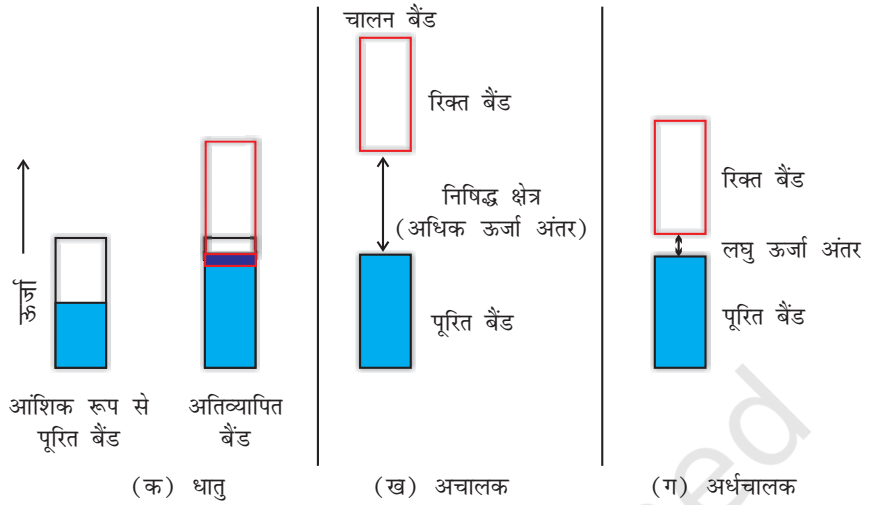 ऊर्जा
आंशिक रूप से
पूरित बैंड
अतिव्यापित
बैंड
(क) धातु
चालन बैंड
रिक्त बैंड
निषिद्ध क्षेत्र
(अधिक ऊर्जा अंतर)
पूरित बैंड
(ख) अचालक
रिक्त बैंड
लघु ऊर्जा अंतर
पूरित बैंड
(ग) अर्धचालक